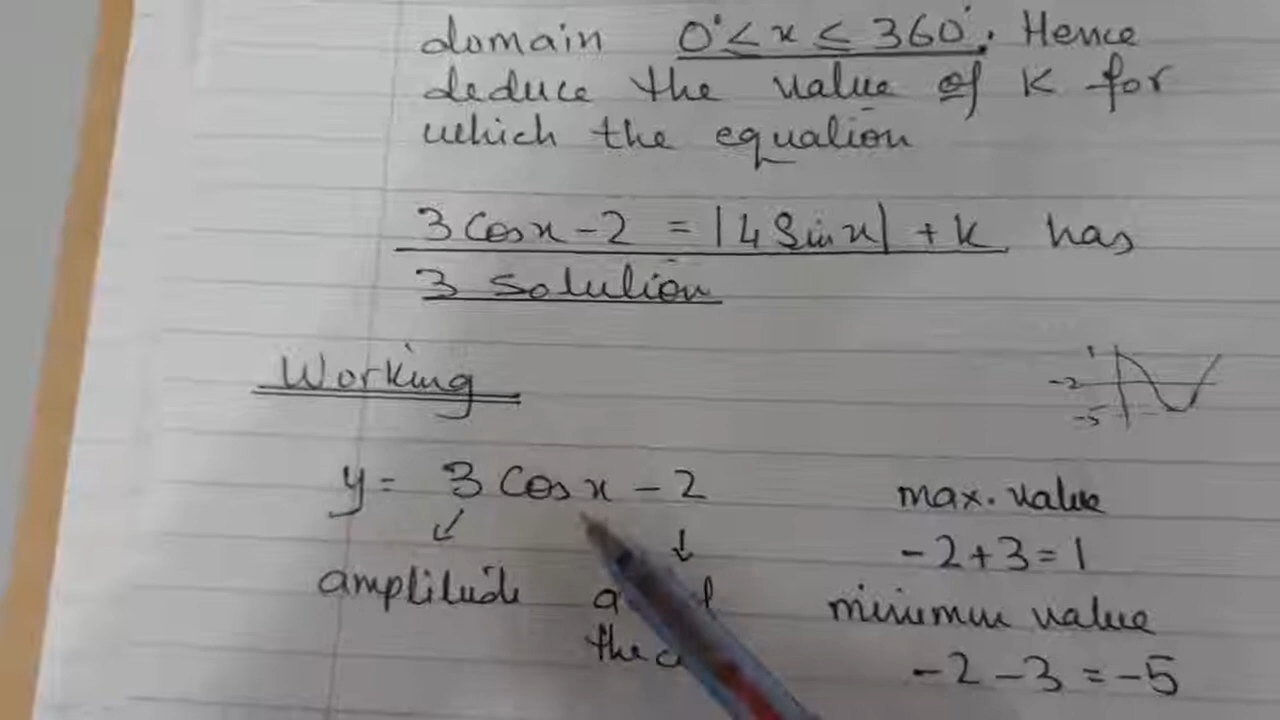 domain 0° ≤ x ≤ 360°. Hence
deduce the value of K for
which the equation
3 Cos x - 2 = |4 Sin x| + k has
3 solution
Working
1
-2
-5
y = 3 Cos x - 2
↙ ↓
amplitude
the
max. value
-2+3=1
minimum value
-2-3=-5